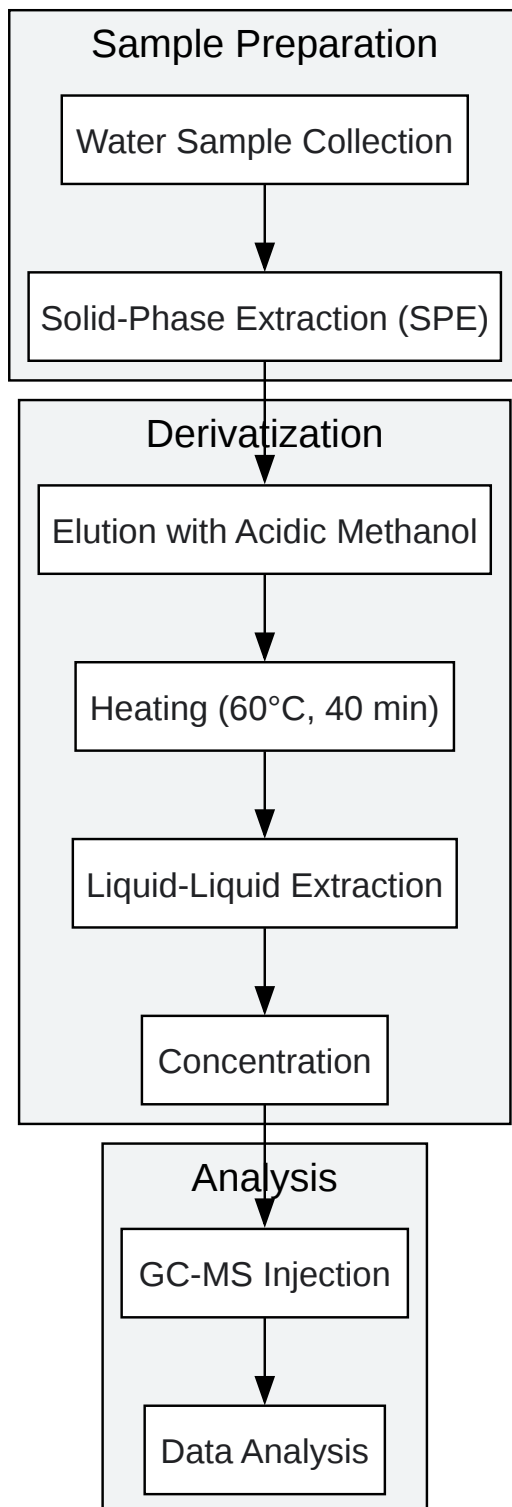 Sample Preparation
Water Sample Collection
Solid-Phase Extraction (SPE)
Derivatization
Elution with Acidic Methanol
Heating (60°C, 40 min)
Liquid-Liquid Extraction
Concentration
Analysis
GC-MS Injection
Data Analysis